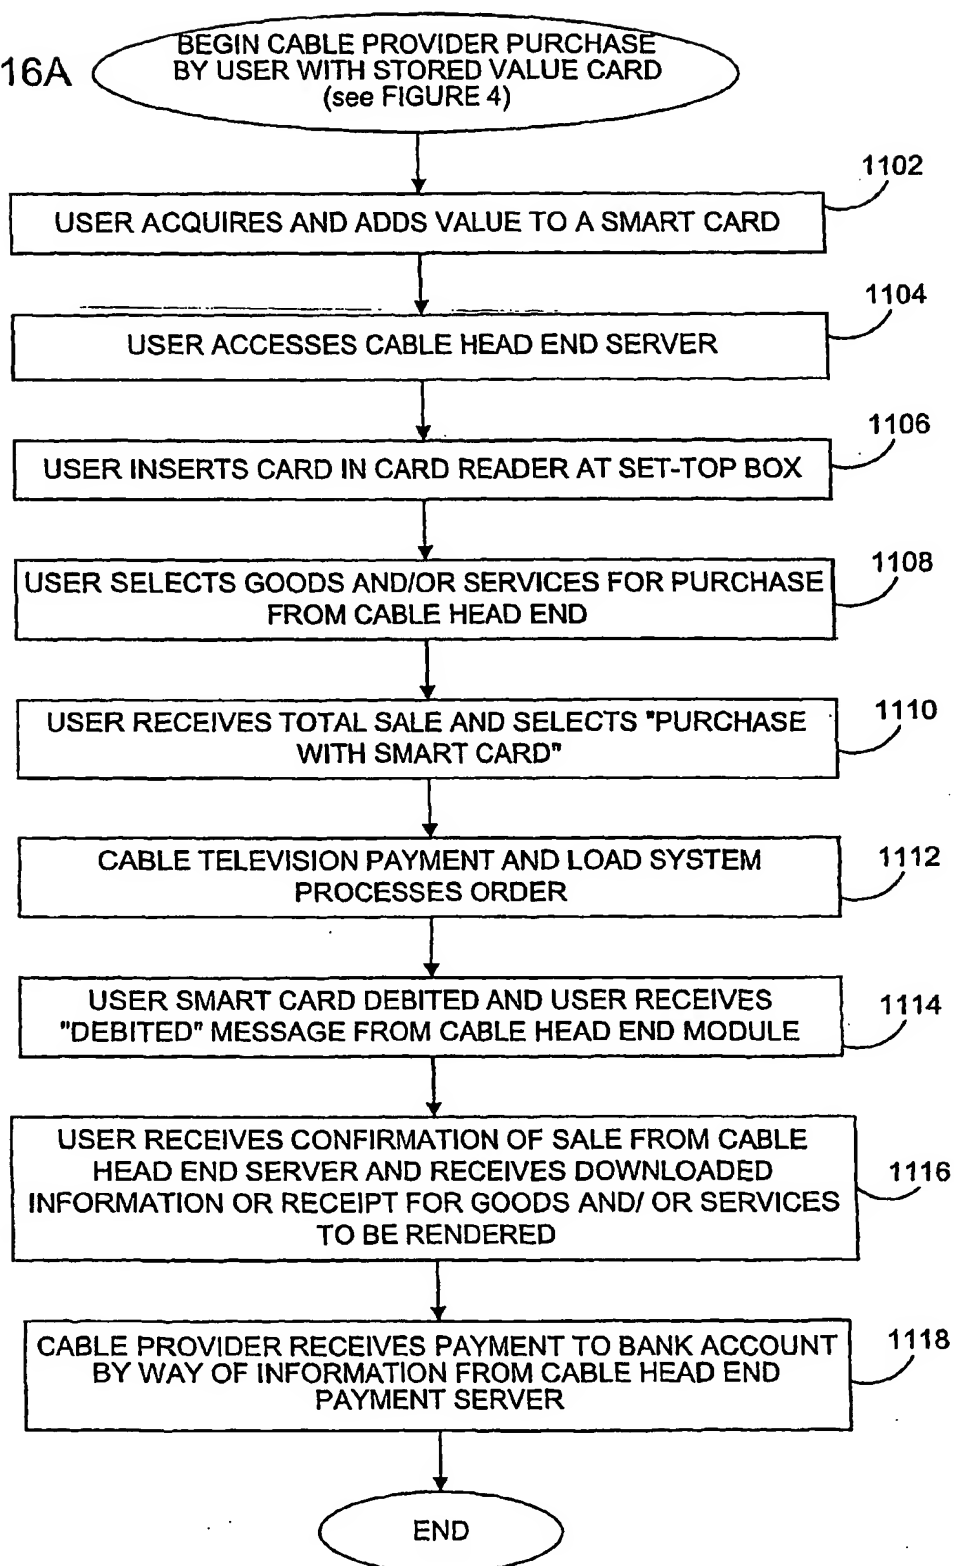 16A
BEGIN CABLE PROVIDER PURCHASE
BY USER WITH STORED VALUE CARD
(see FIGURE 4)
1102
USER ACQUIRES AND ADDS VALUE TO A SMART CARD
1104
USER ACCESSES CABLE HEAD END SERVER
1106
USER INSERTS CARD IN CARD READER AT SET-TOP BOX
1108
USER SELECTS GOODS AND/OR SERVICES FOR PURCHASE
FROM CABLE HEAD END
1110
USER RECEIVES TOTAL SALE AND SELECTS "PURCHASE
WITH SMART CARD"
1112
CABLE TELEVISION PAYMENT AND LOAD SYSTEM
PROCESSES ORDER
1114
USER SMART CARD DEBITED AND USER RECEIVES
"DEBITED" MESSAGE FROM CABLE HEAD END MODULE
1116
USER RECEIVES CONFIRMATION OF SALE FROM CABLE
HEAD END SERVER AND RECEIVES DOWNLOADED
INFORMATION OR RECEIPT FOR GOODS AND/ OR SERVICES
TO BE RENDERED
1118
CABLE PROVIDER RECEIVES PAYMENT TO BANK ACCOUNT
BY WAY OF INFORMATION FROM CABLE HEAD END
PAYMENT SERVER
END